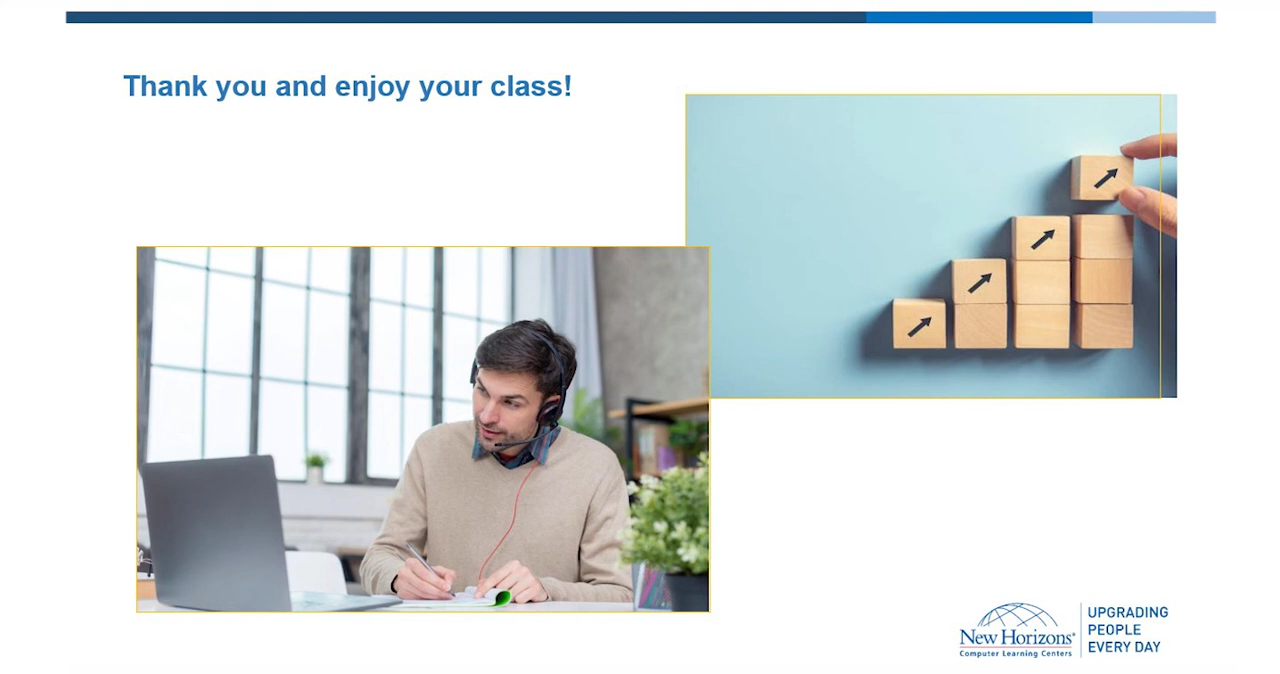 Thank you and enjoy your class!
New Horizons®
Computer Learning Centers
UPGRADING
PEOPLE
EVERY DAY